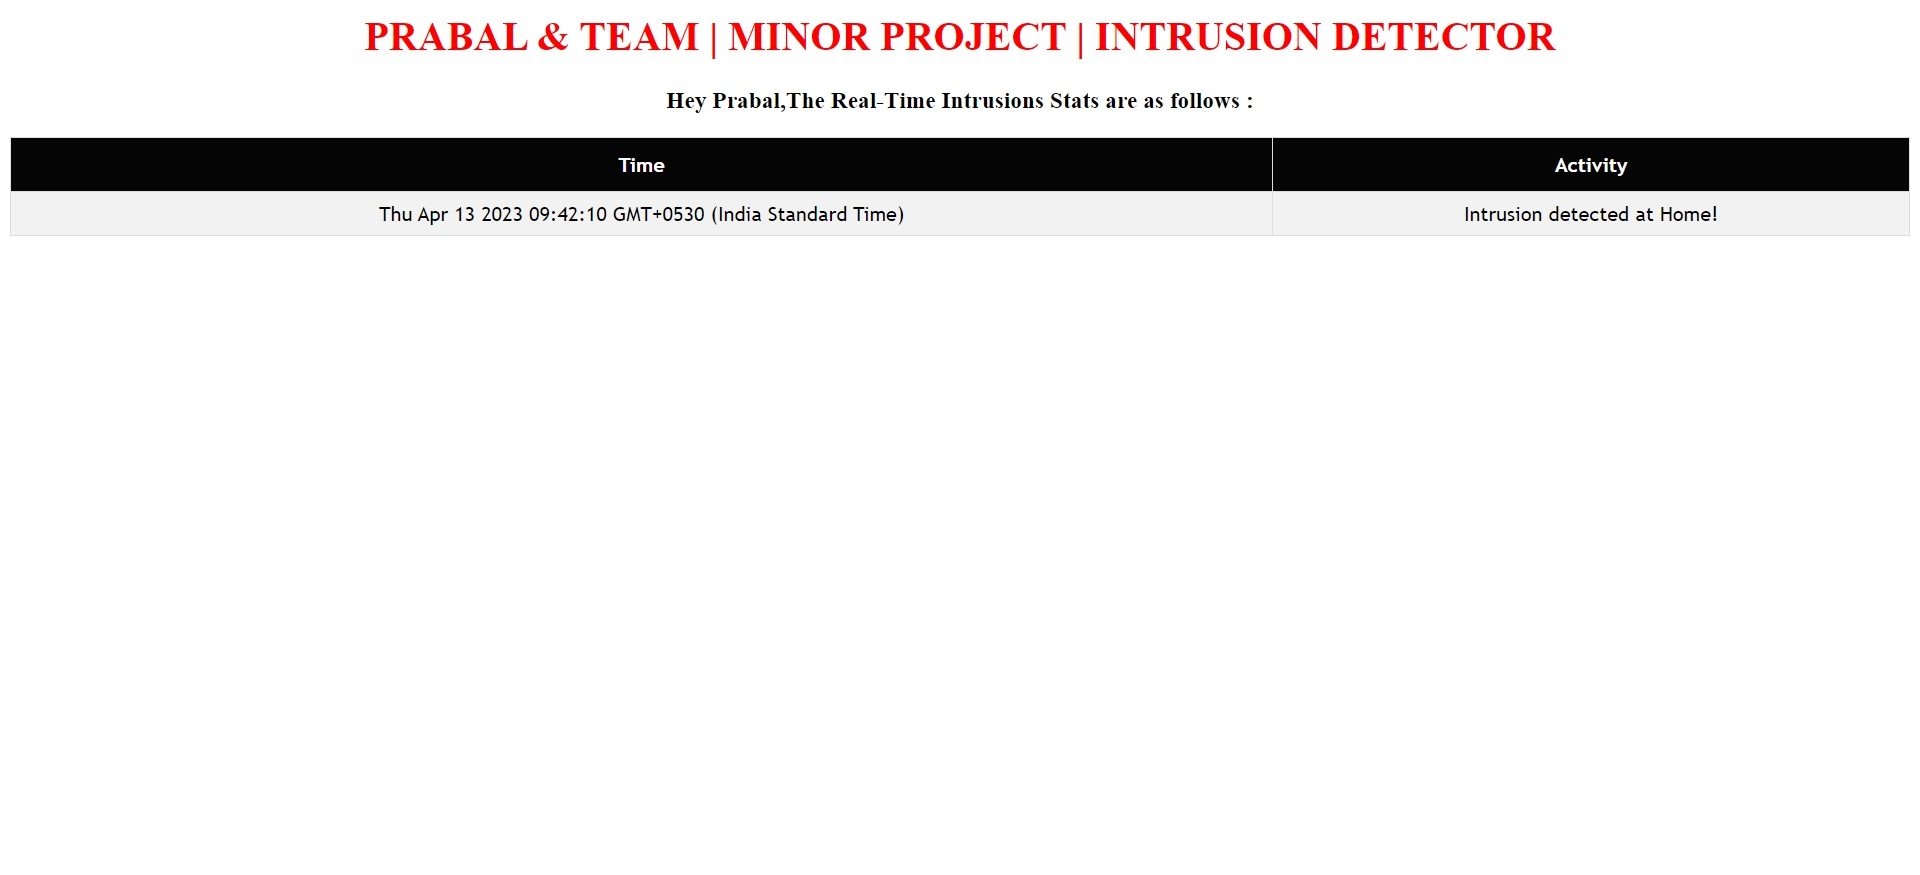 PRABAL & TEAM | MINOR PROJECT | INTRUSION DETECTOR
Hey Prabal,The Real-Time Intrusions Stats are as follows :
Time Activity
Thu Apr 13 2023 09:42:10 GMT+0530 (India Standard Time) Intrusion detected at Home!